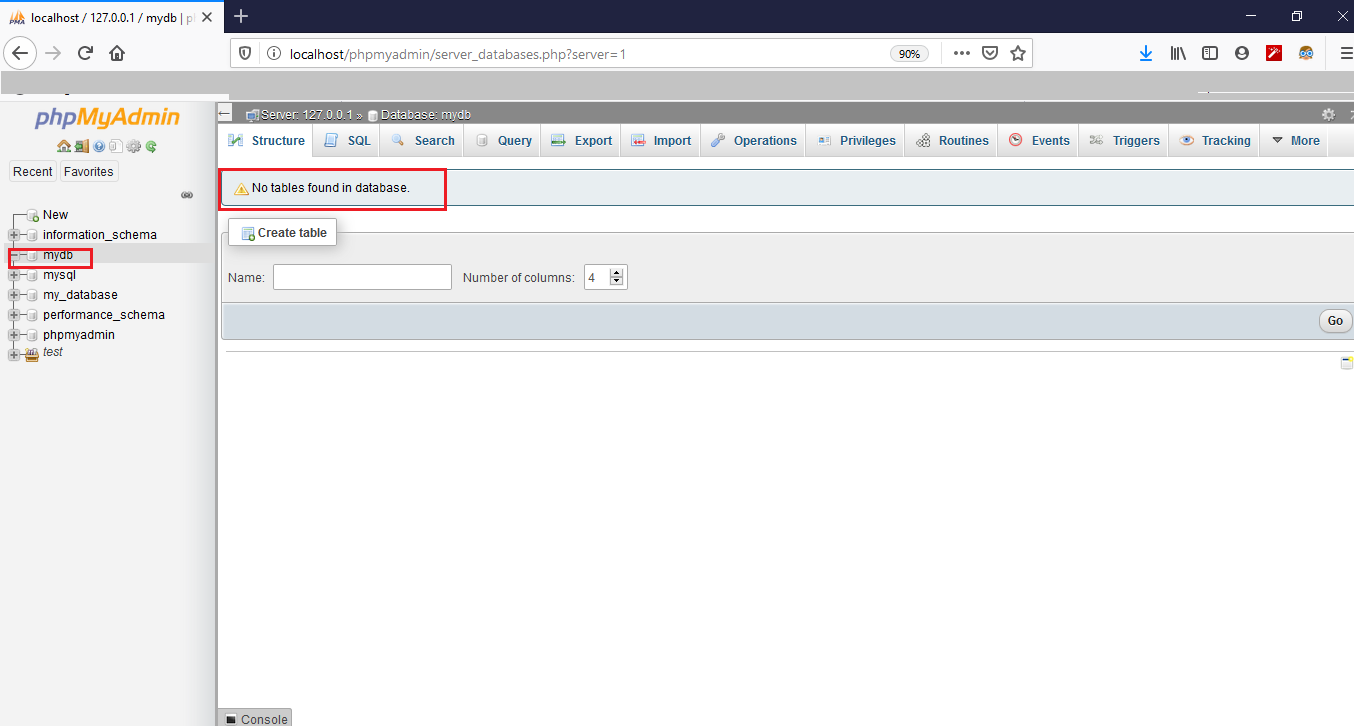 localhost / 127.0.0.1 / mydb | p
localhost/phpmyadmin/server_databases.php?server=1
90%
phpMyAdmin
Recent
Favorites
New
information_schema
mydb
mysql
my_database
performance_schema
phpmyadmin
test
Server: 127.0.0.1 » Database: mydb
Structure SQL Search Query Export Import Operations Privileges Routines Events Triggers Tracking More
No tables found in database.
Create table
Name: Number of columns: 4
Go
Console